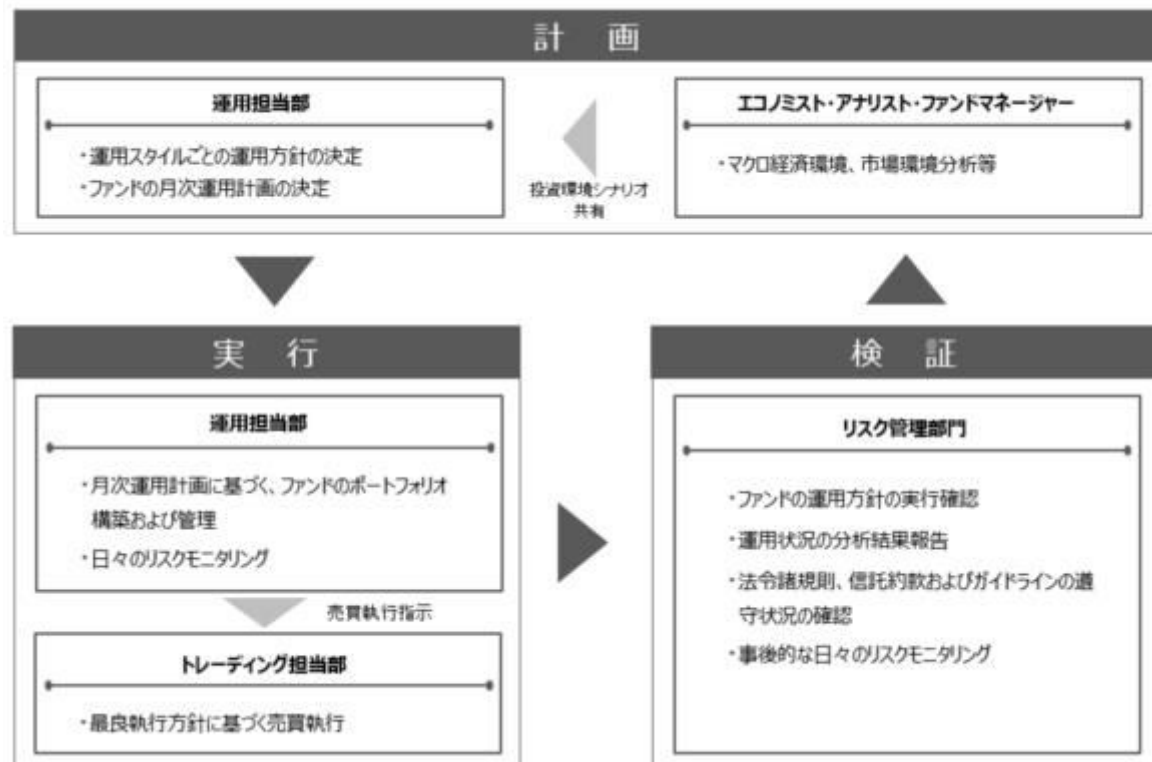 計 画
運用担当部
・運用スタイルごとの運用方針の決定
・ファンドの月次運用計画の決定
投資環境シナリオ
共有
エコノミスト・アナリスト・ファンドマネージャー
・マクロ経済環境、市場環境分析等
実 行
運用担当部
・月次運用計画に基づく、ファンドのポートフォリオ
構築および管理
・日々のリスクモニタリング
売買執行指示
トレーディング担当部
・最良執行方針に基づく売買執行
検 証
リスク管理部門
・ファンドの運用方針の実行確認
・運用状況の分析結果報告
・法令諸規則、信託約款およびガイドラインの遵
守状況の確認
・事後的な日々のリスクモニタリング